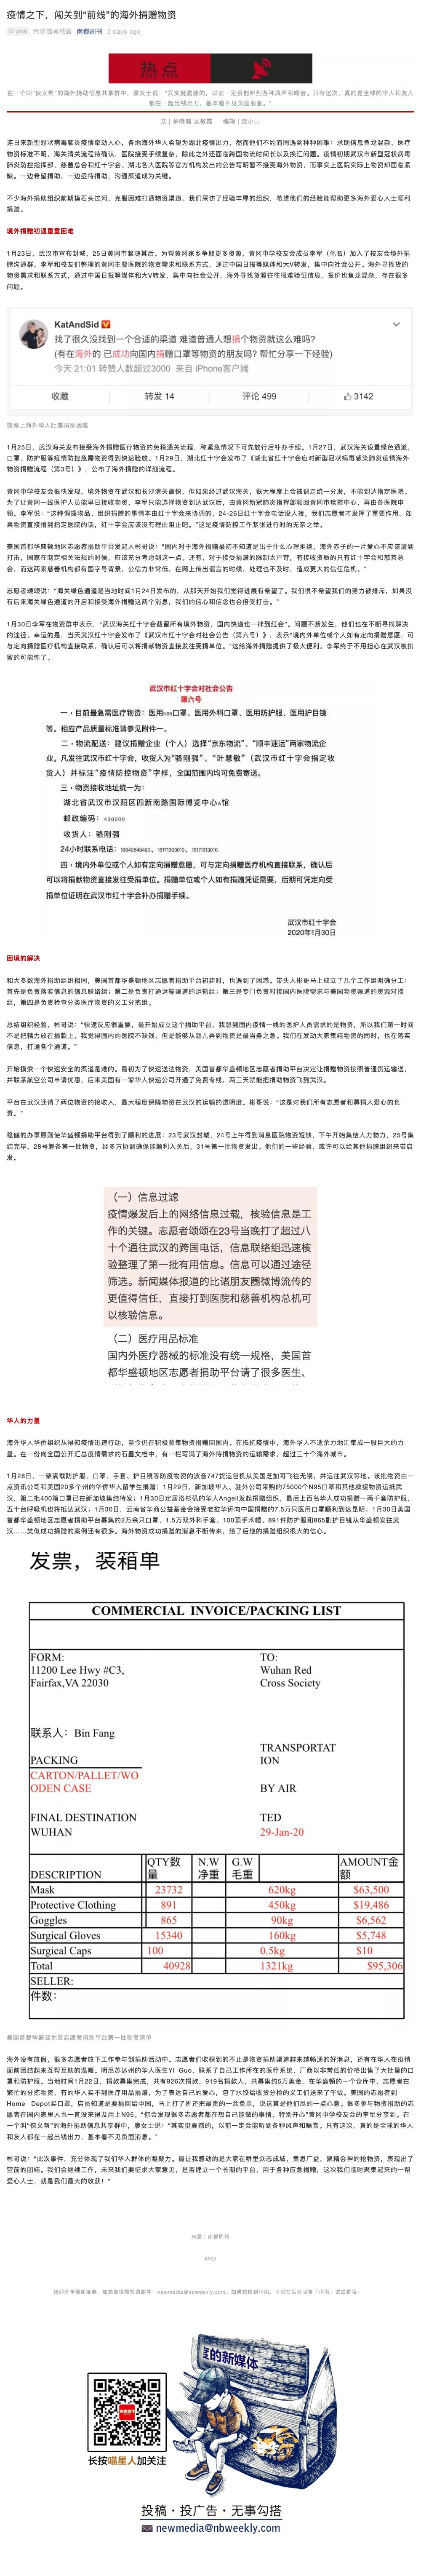 疫情之下，闯关到“前线”的海外捐赠物资
Original 余晓璐吴敏霞 南都周刊 3 days ago
热点
在一个叫“侠义帮”的海外捐助信息共享群中，廖女士说：“其实挺震撼的，以前一定会能听到各种风声和噪音。只有这次，真的是全球的华人和友人
都在一起出钱出力，基本看不见负面消息。”
文 | 余晓璐 吴敏霞 编辑 | 沈小山
连日来新型冠状病毒肺炎疫情牵动人心，各地海外华人希望为湖北疫情出力，然而他们不约而同遇到种种困难：求助信息鱼龙混杂、医疗
物资标准不明，海关清关流程待确认，医院接受手续复杂，除此之外还面临跨国物流时间长以及换汇问题。疫情初期武汉市新型冠状病毒
肺炎防控指挥部、慈善总会和红十字会、湖北各大医院等官方机构发出的公告写明暂不接受海外物资，而事实上医院实际上物资却面临紧
缺。一边希望捐助，一边亟待捐助，沟通渠道成为关键。
不少海外捐助组织前期摸石头过河，克服困难打通物资渠道。我们采访了经验丰厚的组织，希望他们的经验能帮助更多海外爱心人士顺利
捐赠。
境外捐赠初遇重重困难
1月23日，武汉市宣布封城，25日黄冈市紧随其后。为帮黄冈家乡争取更多资源，黄冈中学校友会成员李军（化名）加入了校友会境外捐
赠沟通群。李军和校友们整理的黄冈主要医院的物资需求和联系方式，通过中国日报等媒体和大V转发，集中向社会公开。海外寻找货的
物资需求和联系方式，通过中国日报等媒体和大V转发，集中向社会公开。海外寻找货源往往很难验证信息，报价也鱼龙混杂，存在很多
问题。
KatAndSid
找了很久没找到一个合适的渠道 难道普通人想捐个物资就这么难吗？
(有在海外的 已成功向国内捐赠口罩等物资的朋友吗？帮忙分享一下经验)
今天 21:01 转赞人数超过3000 来自 iPhone客户端
收藏 转发 14 评论 499 3142
微博上海外华人吐露捐助困难
1月25日，武汉海关发布接受海外捐赠医疗物资的免税通关流程，称紧急情况下可先放行后补办手续。1月27日，武汉海关设置绿色通道，
口罩、防护服等疫情防控急需物资得到快速验放。1月29日，湖北红十字会发布了《湖北省红十字会应对新型冠状病毒感染肺炎疫情海外
物资捐赠流程（第3号）》，公布了海外捐赠的详细流程。
黄冈中学校友会很快发现，境外物资在武汉和长沙清关最快，但如果经过武汉海关，很大程度上会被调走统一分发，不能到达指定医院。
为了让黄冈一线医护人员能早日接收物资，李军只能选择物资到达武汉后，由黄冈新冠肺炎指挥部领回黄冈市疾控中心，再由各医院申
领。李军说：“这种调拨物品、组织捐赠的事情本由红十字会来协调的，24-26日红十字会电话没人接，我们志愿者才发挥了重要作用。如
果物资直接捐到指定医院的话，红十字会应该没有理由阻止吧。”这是疫情防控工作紧张进行时的无奈之举。
美国首都华盛顿地区志愿者捐助平台发起人彬哥说：“国内对于海外捐赠最初不知道是出于什么心理拒绝，海外赤子的一片爱心不应该遭到
打击，国家在制定相关法规的时候，应该充分考虑到这一点。还有，对于接受捐赠的限制太严苛，有接收资质的只有红十字会和慈善总
会，而这两家慈善机构都有国字号背景，公信力非常低，在网上传出谣言的时候，处理也不及时，造成更大的信任危机。”
志愿者颂颂说：“海关绿色通道是当地时间1月24日发布的，从那天开始我们觉得进展有希望了。我们很不希望我们的努力被排斥，如果没
有后来海关绿色通道的开启和接受海外捐赠这两个消息，我们的信心和信念也会倍受打击。”
1月30日李军在物资群中表示，“武汉海关红十字会截留所有境外物资，国内快递也一律到红会”。问题不断发生，他们也在不断寻找解决
的途径。幸运的是，当天武汉红十字会发布了《武汉市红十字会对社会公告（第六号）》，表示“境内外单位或个人如有定向捐赠意愿，可
与定向捐赠医疗机构直接联系，确认后可以将捐献物资直接发往受捐单位。”这给海外捐赠提供了极大便利。李军终于不用担心在武汉被扣
留的可能性了。
武汉市红十字会对社会公告
第六号
一，目前最急需医疗物资：医用N95口罩、医用外科口罩、医用防护服、医用护目镜
等。相应产品质量标准请参见附件一。
二，物流配送：建议捐赠企业（个人）选择“京东物流”、“顺丰速运”两家物流企
业。凡发往武汉市红十字会，收货人为“骆刚强”、“叶慧敏”（武汉市红十字会指定收
货人）并标注“疫情防控物资”字样，全国范围内均可免费寄送。
三，物资接收地址统一为：
湖北省武汉市汉阳区四新南路国际博览中心A馆
邮政编码：430000
收货人：骆刚强
24小时联系电话：18040548490、18171303010、18171313010.
四，境内外单位或个人如有定向捐赠意愿，可与定向捐赠医疗机构直接联系，确认后
可以将捐献物资直接发往受捐单位。捐赠单位或个人如有捐赠凭证需要，后期可凭定向受
捐单位证明在武汉市红十字会补办捐赠手续。
武汉市红十字会
2020年1月30日
困境的解决
和大多数海外捐助组织相同，美国首都华盛顿地区志愿者捐助平台初建时，也遇到了困惑。带头人彬哥马上成立了几个工作组明确分工：
首先是负责落实信息的信息联络组；第二是负责打通运输渠道的运输组；第三是专门负责对接国内医院需求与美国物资渠道的资源对接
组，第四是负责检查分类医疗物资的义工分拣组。
总结组织经验，彬哥说：“快速反应很重要，最开始成立这个捐助平台，我想到国内疫情一线的医护人员需求的是物资，所以我们第一时间
不是把精力放在捐款上，我觉得国内的医院不缺钱，但是能够从哪儿弄到物资是最当务之急。我们在发动大家集结物资的同时，也在落实
信息，打通各个通道。”
开始摸索一个快速安全的渠道是难的。最初为了快速送达物资，美国首都华盛顿地区志愿者捐助平台决定让捐赠物资按照普通货运输送，
并联系航空公司申请优惠，后来美国有一家华人快递公司开通了免费专线，两三天就能把捐助物资飞到武汉。
平台在武汉还请了两位物资的接收人，最大程度保障物资在武汉的运输的透明度。彬哥说：“这是对我们所有志愿者和募捐人爱心的负
责。”
稳健的办事原则使华盛顿捐助平台得到了顺利的进展：23号武汉封城，24号上午得到消息医院物资短缺，下午开始集结人力物力，25号集
结完毕，28号筹备第一批物资，经多方协调确保能顺利入关后，31号第一批物资发出。他们的一些经验，或许可以给其他捐赠组织来带启
发。
（一）信息过滤
疫情爆发后上的网络信息过载，核验信息是工
作的关键。志愿者颂颂在23号当晚打了超过八
十个通往武汉的跨国电话，信息联络组迅速核
验整理了第一批有用信息。信息可以通过途径
筛选。新闻媒体报道的比诸朋友圈微博流传的
更值得信任，直接打到医院和慈善机构总机可
以核验信息。
（二）医疗用品标准
国内外医疗器械的标准没有统一规格，美国首
都华盛顿地区志愿者捐助平台请了很多医生、
华人的力量
海外华人华侨组织从得知疫情迅速行动，至今仍在积极募集物资捐赠回国内。在抵抗疫情中，海外华人不遗余力地汇集成一股巨大的力
量。在一份向全国公开汇总疫情需求的石墨文档中，有一栏写满了海外待捐物资的运输需求，超过三十个海外城市。
1月28日，一架满载防护服、口罩、手套、护目镜等防疫物资的波音747货运包机从美国芝加哥飞往无锡，并运往武汉等地。该批物资由一
点资讯公司和美国20多个州的华侨华人留学生捐赠；1月29日，新加坡华人、驻外公司采购的75000个N95口罩和其他救援物资运抵武
汉，第二批400箱口罩已在新加坡集结待发；1月30日定居洛杉矶的华人Angell发起捐赠组织，最后上百名华人成功捐赠一两千套防护服，
五十台呼吸机也将抵达武汉；1月30日，云南省华商公益基金会接受老挝华侨向中国捐赠的7.5万只医用口罩顺利到达昆明；1月30日美国
首都华盛顿地区志愿者捐助平台募集的2万余只口罩、1.5万双外科手套、100顶手术帽、891件防护服和865副护目镜从华盛顿发往武
汉……类似成功捐赠的案例还有很多。海外物资成功捐赠的消息不断传来，给了后继的捐赠组织很大的信心。
发票，装箱单
COMMERCIAL INVOICE/PACKING LIST
FORM: TO:
11200 Lee Hwy #C3, Wuhan Red
Fairfax,VA 22030 Cross Society
联系人：Bin Fang
TRANSPORTAT
PACKING ION
CARTON/PALLET/WO
ODEN CASE BY AIR
FINAL DESTINATION TED
WUHAN 29-Jan-20
QTY数 N.W G.W AMOUNT金
DESCRIPTION 量 净重 毛重 额
Mask 23732 620kg $63,500
Protective Clothing 891 450kg $19,486
Goggles 865 90kg $6,562
Surgical Gloves 15340 160kg $5,748
Surgical Caps 100 0.5kg $10
Total 40928 1321kg $95,306
SELLER:
件数：
美国首都华盛顿地区志愿者捐助平台第一批物资清单
海外没有放假，很多志愿者放下工作参与到捐助活动中。志愿者们收获到的不止是物资捐助渠道越来越畅通的好消息，还有在华人在疫情
面前团结起来互帮互助的温暖。明尼苏达州的华人医生Yi Guo，联系了自己工作所在的医疗系统，厂商以非常低的价格出售了大批量的口
罩和防护服。当地时间1月22日，捐款募集完成，共有926次捐款，919名捐款人，共募集约5万美金。在华盛顿的一个仓库中，志愿者在
繁忙的分拣物资，有的华人买不到医疗用品捐赠，为了表达自己的爱心，包了水饺给收货分检的义工们送来了午饭。美国的志愿者到
Home Depot买口罩，店员知道是要捐回给中国，马上打了折还把最贵的一盒免单，说这算是他们尽的一点心意。很多参与物资捐助的志
愿者在国内家里人也一直没来得及用上N95。“你会发现很多志愿者都在想自己能做的事情，特别开心”黄冈中学校友会的李军分享到。在
一个叫“侠义帮”的海外捐助信息共享群中，廖女士说：“其实挺震撼的，以前一定会能听到各种风声和噪音。只有这次，真的是全球的华人
和友人都在一起出钱出力，基本看不见负面消息。”
彬哥说：“此次事件，充分体现了我们华人群体的凝聚力。最让我感动的是大家在群里众志成城，集思广益，聚精会神的抢物资，表现出了
空前的团结。我们会继续工作，未来我们要征求大家意见，是否建立一个长期的平台，用于各种应急捐赠，这次我们临时聚集起来的一帮
爱心人士，就是我们最大的收获！”
来源 | 南都周刊
END
欢迎分享到朋友圈，如想取得授权请邮件：newmedia@nbweekly.com。如果想找到小南，可以在后台回复「小南」试试看哦~
的新媒体
长按喵星人加关注
投稿·投广告·无事勾搭
newmedia@nbweekly.com